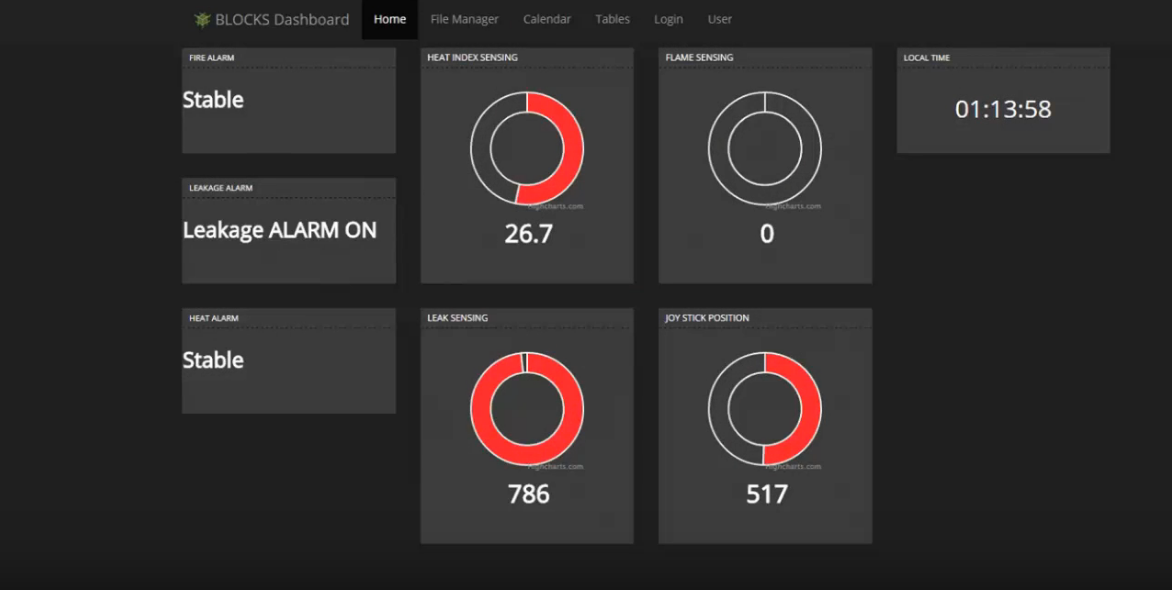 BLOCKS Dashboard Home File Manager Calendar Tables Login User
FIRE ALARM
Stable
HEAT INDEX SENSING
Highcharts.com
26.7
FLAME SENSING
Highcharts.com
0
LOCAL TIME
01:13:58
LEAKAGE ALARM
Leakage ALARM ON
HEAT ALARM
Stable
LEAK SENSING
Highcharts.com
786
JOY STICK POSITION
Highcharts.com
517